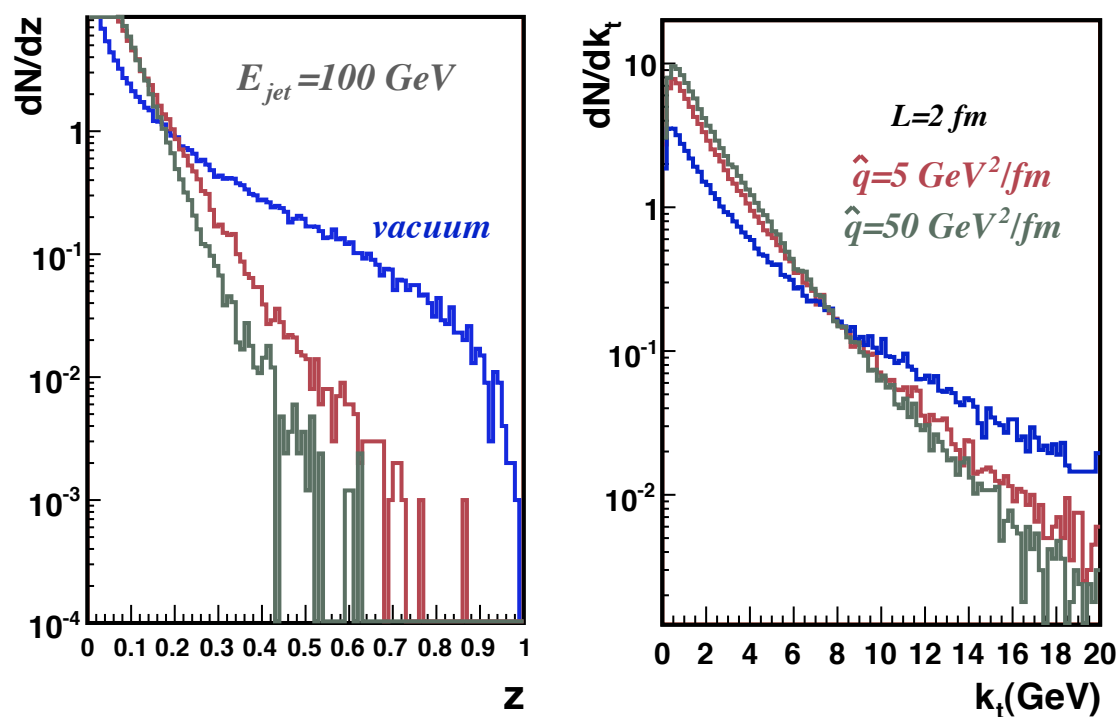 dN/dz
E_jet=100 GeV
vacuum
1
10^-1
10^-2
10^-3
10^-4
0 0.1 0.2 0.3 0.4 0.5 0.6 0.7 0.8 0.9 1
z
dN/dk_t
L=2 fm
q̂=5 GeV²/fm
q̂=50 GeV²/fm
10
1
10^-1
10^-2
0 2 4 6 8 10 12 14 16 18 20
k_t(GeV)